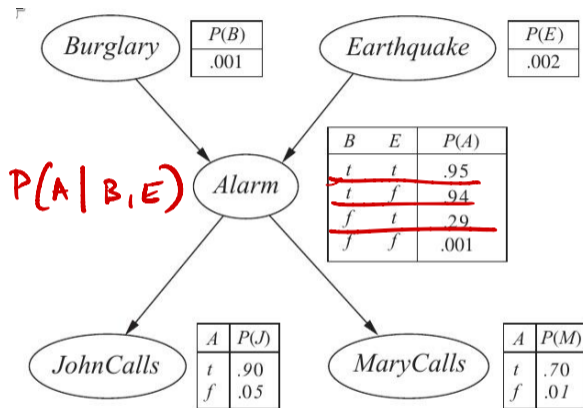 Burglary
P(B)
.001
Earthquake
P(E)
.002
P(A|B,E)
Alarm
B E P(A)
t t .95
t f .94
f t .29
f f .001
JohnCalls
A P(J)
t .90
f .05
MaryCalls
A P(M)
t .70
f .01